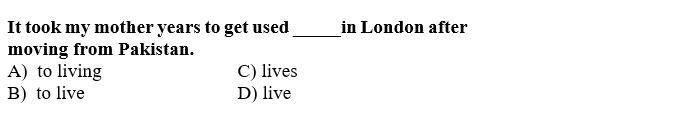 It took my mother years to get used _____in London after
moving from Pakistan.
A) to living C) lives
B) to live D) live